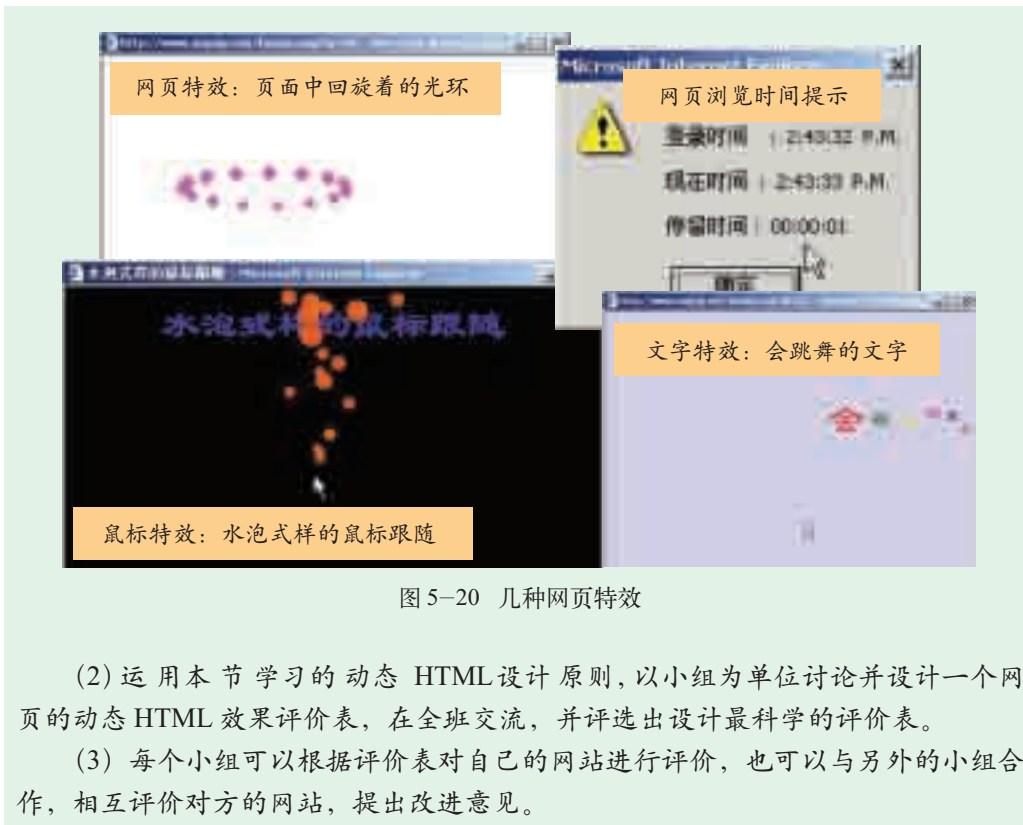 网页特效：页面中回旋着的光环
网页浏览时间提示
登录时间 : 2:43:32 P.M.
现在时间 : 2:43:33 P.M.
停留时间 : 00:00:01
确定
水泡式样的鼠标跟随
文字特效：会跳舞的文字
会
鼠标特效：水泡式样的鼠标跟随
图 5-20 几种网页特效
(2) 运用本节学习的动态 HTML设计原则，以小组为单位讨论并设计一个网
页的动态 HTML 效果评价表，在全班交流，并评选出设计最科学的评价表。
(3) 每个小组可以根据评价表对自己的网站进行评价，也可以与另外的小组合
作，相互评价对方的网站，提出改进意见。